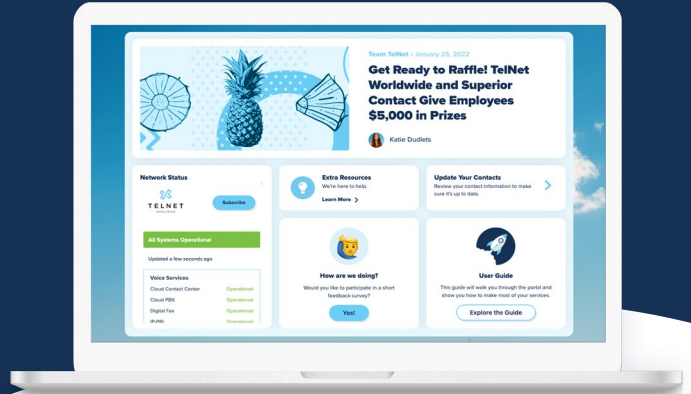 Team TelNet • January 25, 2022
Get Ready to Raffle! TelNet
Worldwide and Superior
Contact Give Employees
$5,000 in Prizes
Katie Dudlets
Network Status
TELNET
WORLDWIDE
Subscribe
All Systems Operational
Updated a few seconds ago
Voice Services
Cloud Contact Center Operational
Cloud PBX Operational
Digital Fax Operational
IP-PRI Operational
Extra Resources
We're here to help.
Learn More
Update Your Contacts
Review your contact information to make
sure it's up to date.
How are we doing?
Would you like to participate in a short
feedback survey?
Yes!
User Guide
This guide will walk you through the portal and
show you how to make most of your services.
Explore the Guide